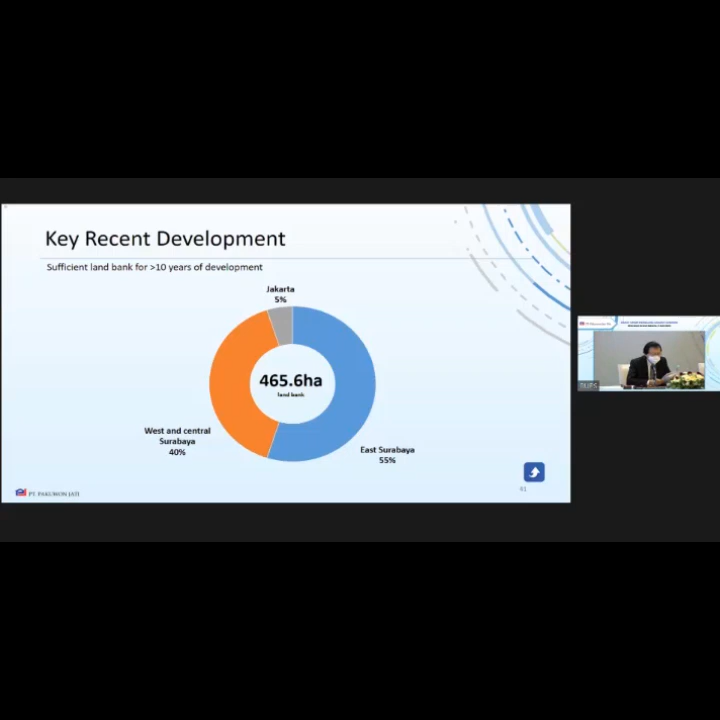 Key Recent Development
Sufficient land bank for >10 years of development
Jakarta
5%
465.6ha
land bank
West and central
Surabaya
40%
East Surabaya
55%
PT. PAKUWON JATI